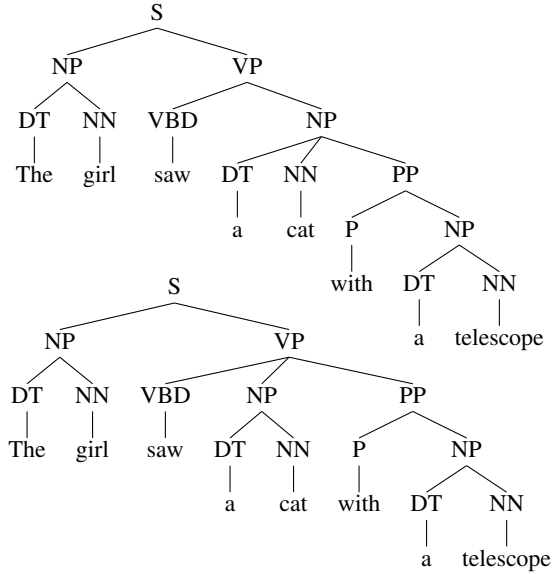 S
NP VP
DT NN VBD NP
The girl saw DT NN PP
a cat P NP
with DT NN
a telescope
S
NP VP
DT NN VBD NP PP
The girl saw DT NN P NP
a cat with DT NN
a telescope